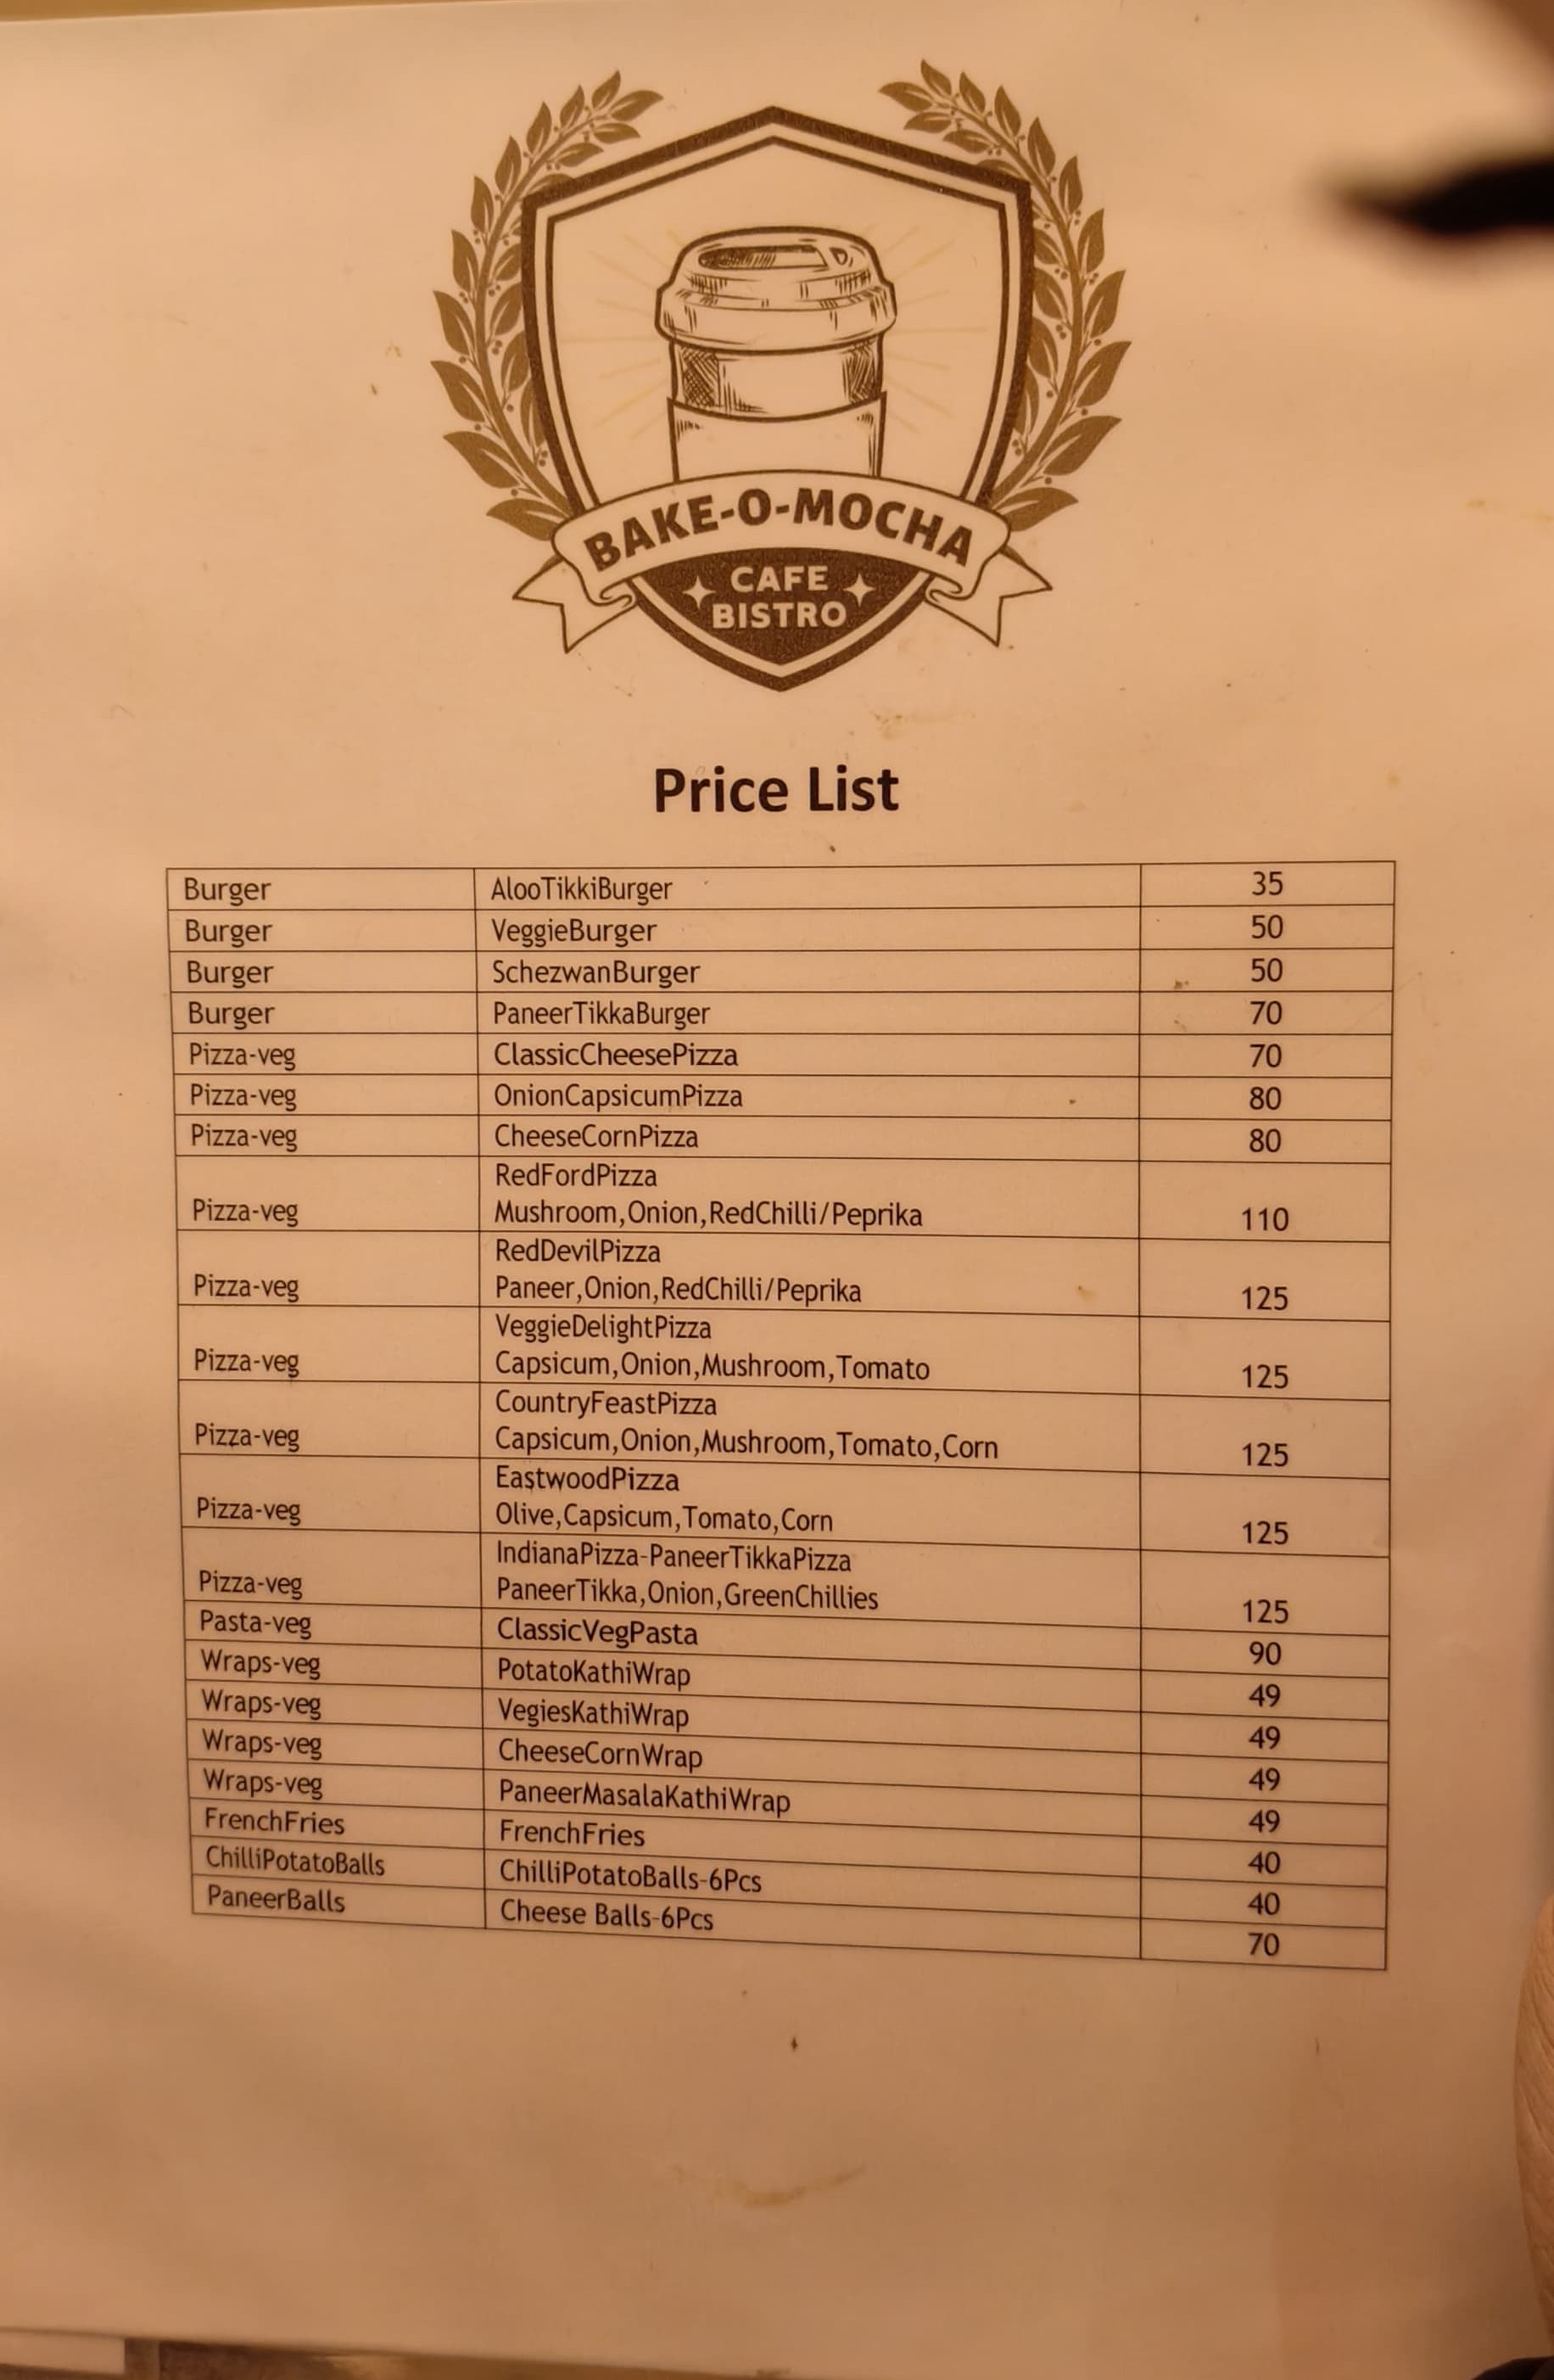 BAKE-O-MOCHA
CAFE
BISTRO
Price List
Burger AlooTikkiBurger 35
Burger VeggieBurger 50
Burger SchezwanBurger 50
Burger PaneerTikkaBurger 70
Pizza-veg ClassicCheesePizza 70
Pizza-veg OnionCapsicumPizza 80
Pizza-veg CheeseCornPizza 80
RedFordPizza
Pizza-veg Mushroom,Onion,RedChilli/Peprika 110
RedDevilPizza
Pizza-veg Paneer,Onion,RedChilli/Peprika 125
VeggieDelightPizza
Pizza-veg Capsicum,Onion,Mushroom,Tomato 125
CountryFeastPizza
Pizza-veg Capsicum,Onion,Mushroom,Tomato,Corn 125
EastwoodPizza
Pizza-veg Olive,Capsicum,Tomato,Corn 125
IndianaPizza-PaneerTikkaPizza
Pizza-veg PaneerTikka,Onion,GreenChillies 125
Pasta-veg ClassicVegPasta 90
Wraps-veg PotatoKathiWrap 49
Wraps-veg VegiesKathiWrap 49
Wraps-veg CheeseCornWrap 49
Wraps-veg PaneerMasalaKathiWrap 49
FrenchFries FrenchFries 40
ChilliPotatoBalls ChilliPotatoBalls-6Pcs 40
PaneerBalls Cheese Balls-6Pcs 70